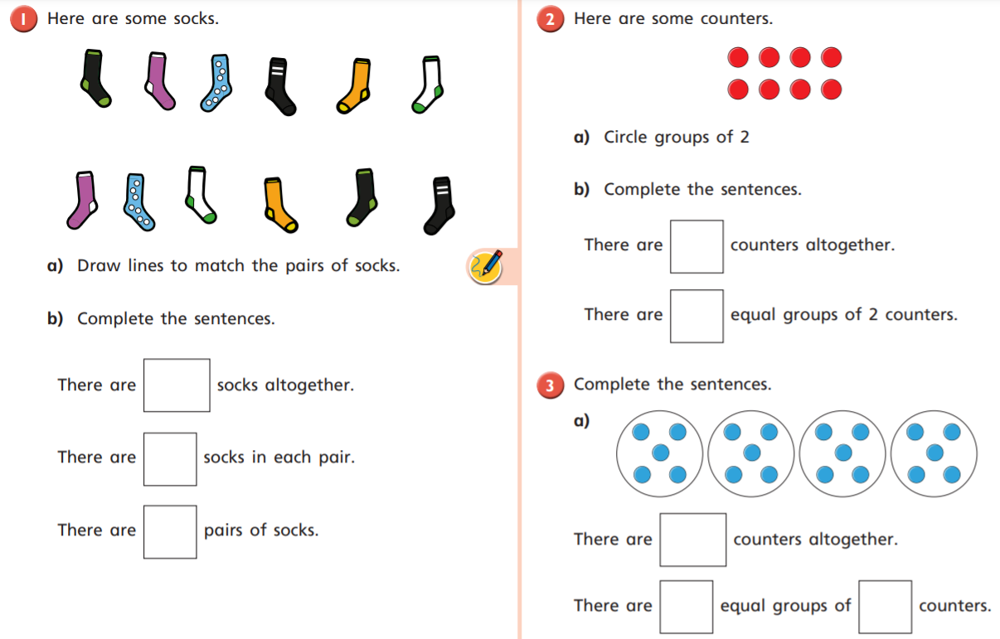 1 Here are some socks.
a) Draw lines to match the pairs of socks.
b) Complete the sentences.
There are socks altogether.
There are socks in each pair.
There are pairs of socks.
2 Here are some counters.
a) Circle groups of 2
b) Complete the sentences.
There are counters altogether.
There are equal groups of 2 counters.
3 Complete the sentences.
a)
There are counters altogether.
There are equal groups of counters.